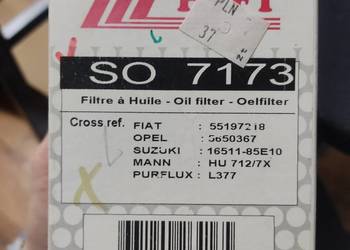 PLN
37
SO 7173
Filtre à Huile - Oil filter - Oelfilter
Cross ref. FIAT : 55197218
OPEL : 5650367
SUZUKI : 16511-85E10
MANN : HU 712/7X
PURFLUX : L377